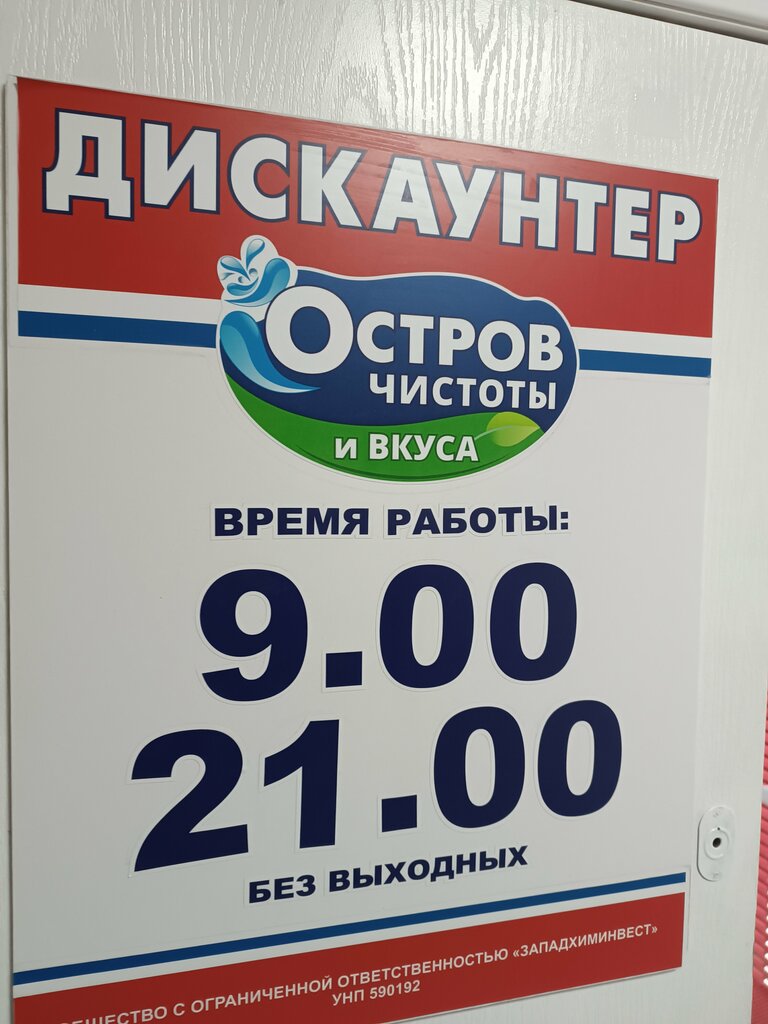 ДИСКАУНТЕР
ОСТРОВ
ЧИСТОТЫ
и ВКУСА
ВРЕМЯ РАБОТЫ:
9.00
21.00
БЕЗ ВЫХОДНЫХ
ОБЩЕСТВО С ОГРАНИЧЕННОЙ ОТВЕТСТВЕННОСТЬЮ «ЗАПАДХИМИНВЕСТ»
УНП 590192